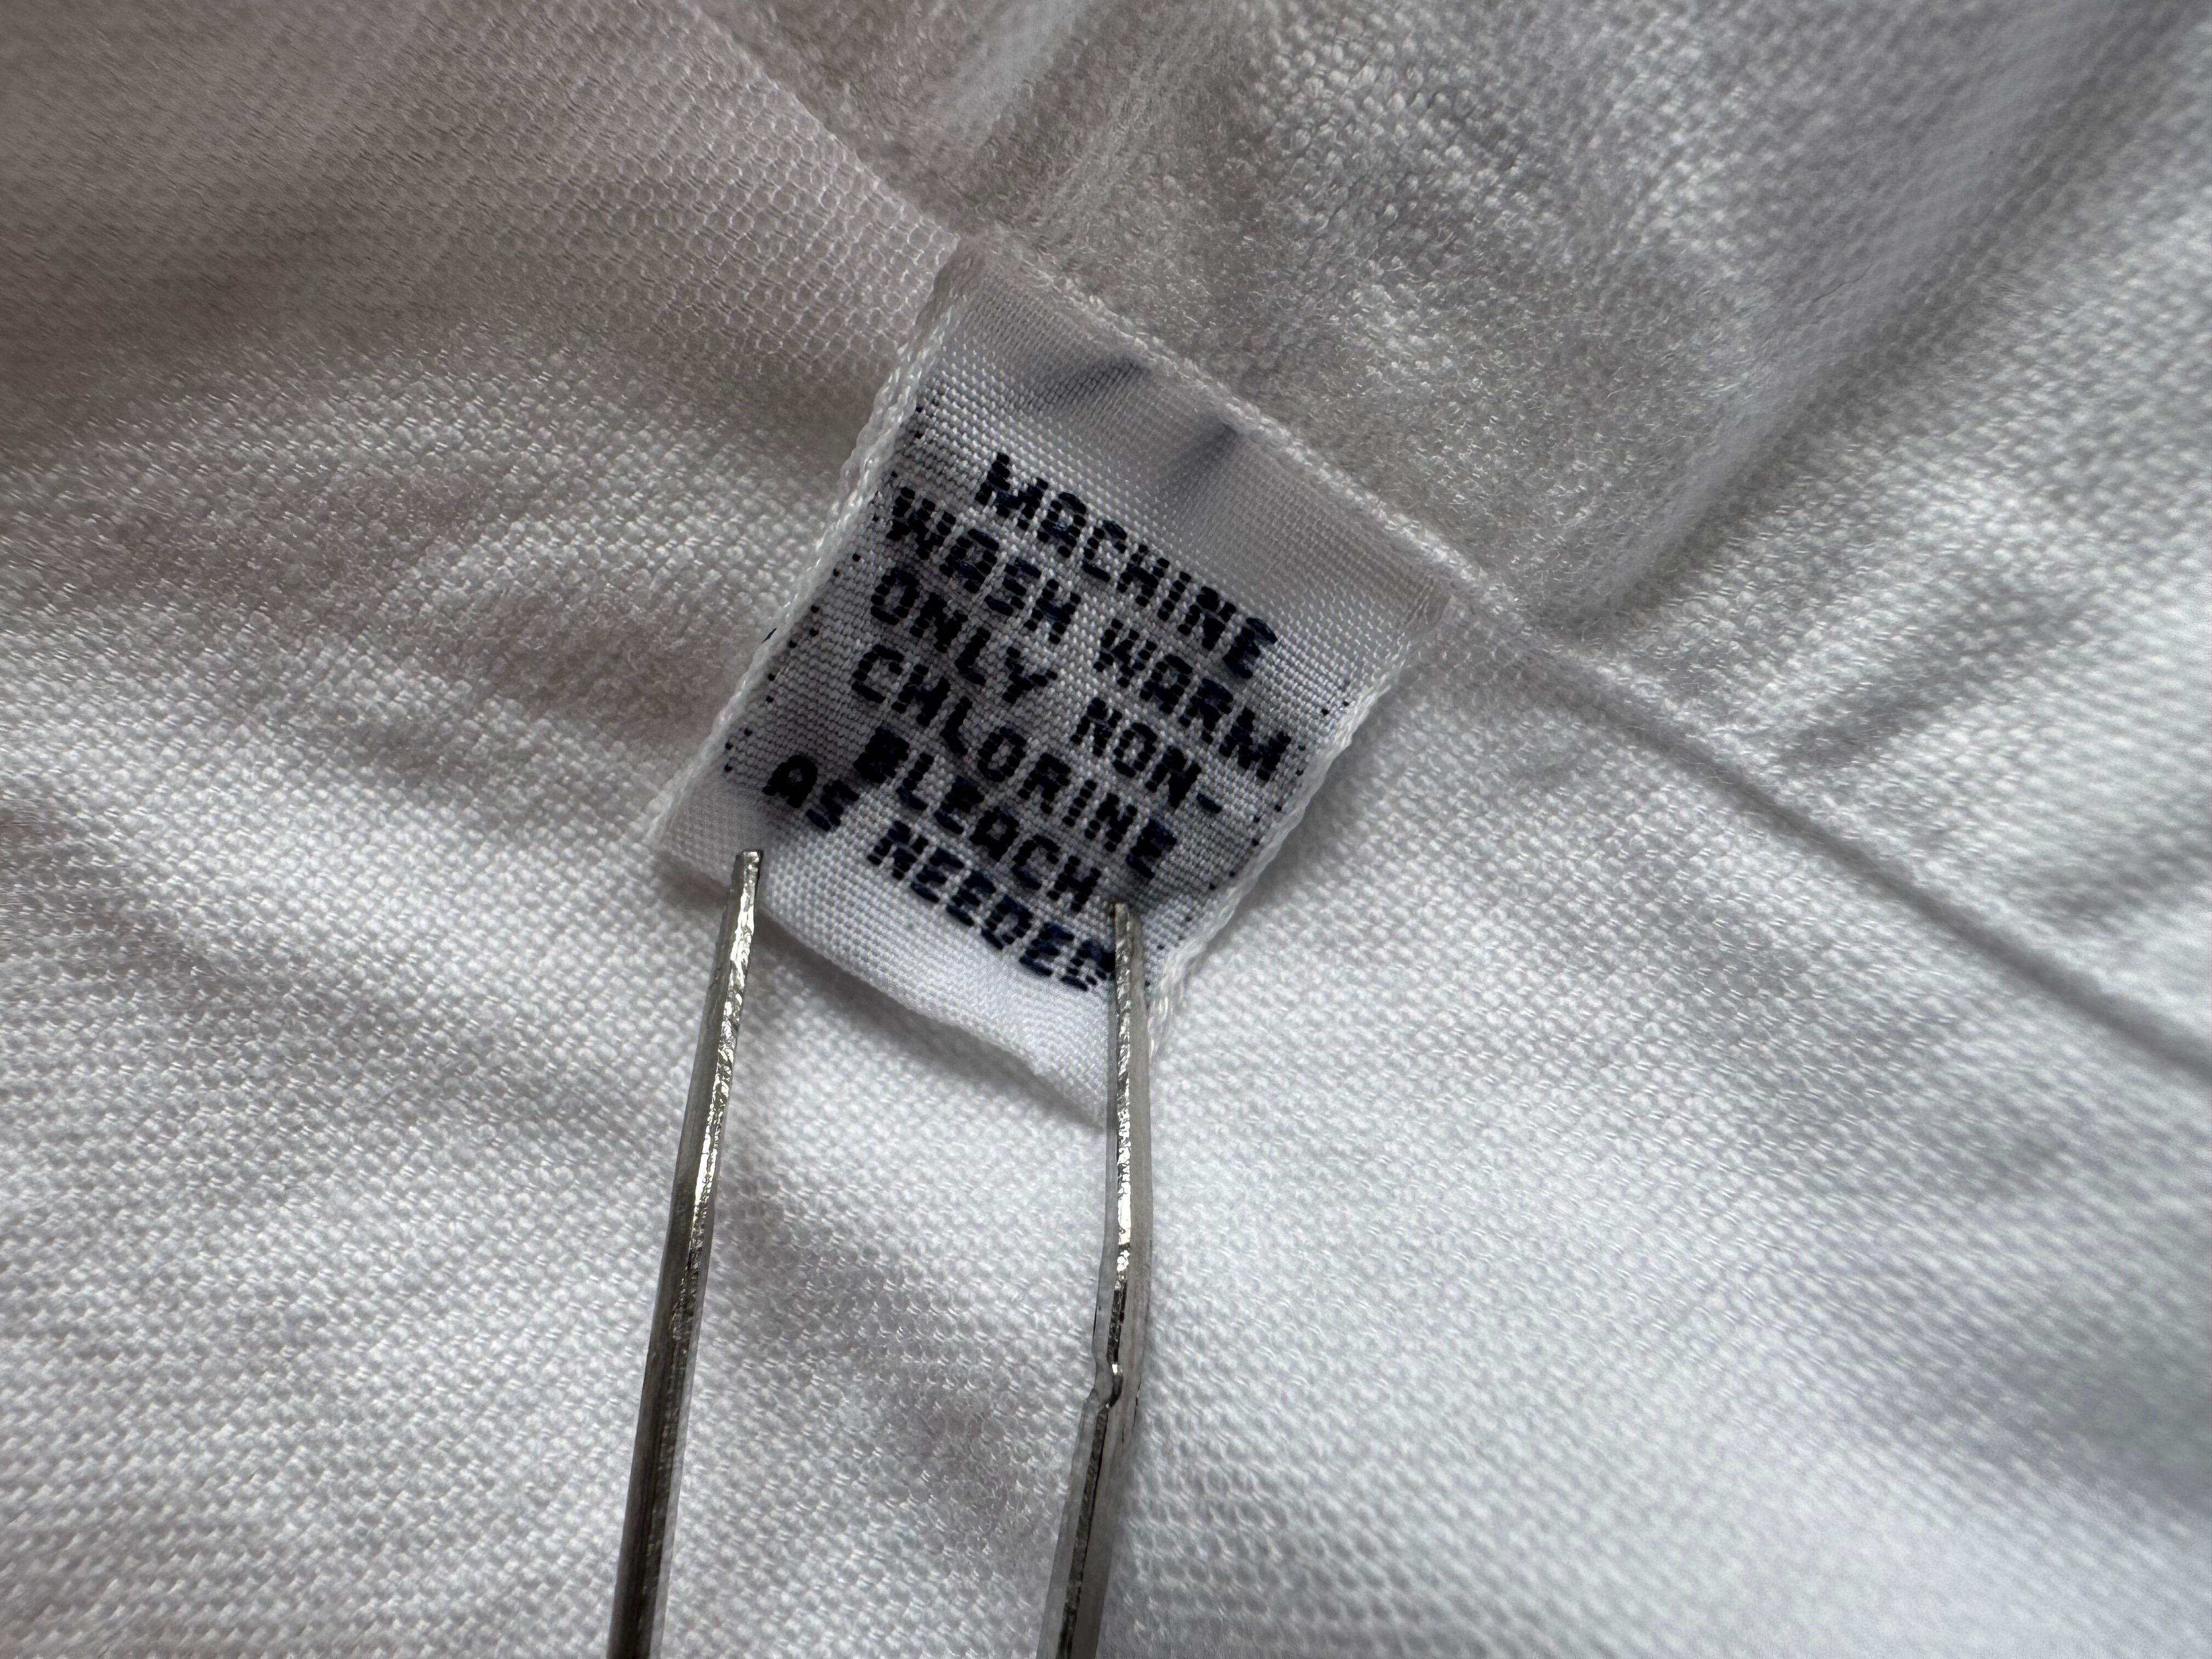 MACHINE
WASH WARM
ONLY NON-
CHLORINE
BLEACH
AS NEEDED